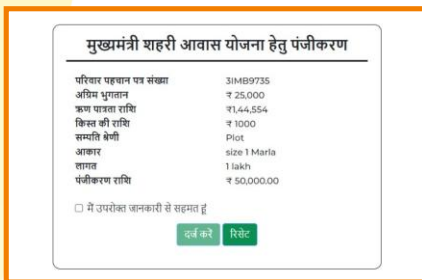 मुख्यमंत्री शहरी आवास योजना हेतु पंजीकरण
परिवार पहचान पत्र संख्या 3IMB9735
अग्रिम भुगतान ₹ 25,000
ऋण पात्रता राशि ₹1,44,554
किस्त की राशि ₹ 1000
सम्पति श्रेणी Plot
आकार size 1 Marla
लागत 1 lakh
पंजीकरण राशि ₹ 50,000.00
मैं उपरोक्त जानकारी से सहमत हूं
दर्ज करे रिसेट